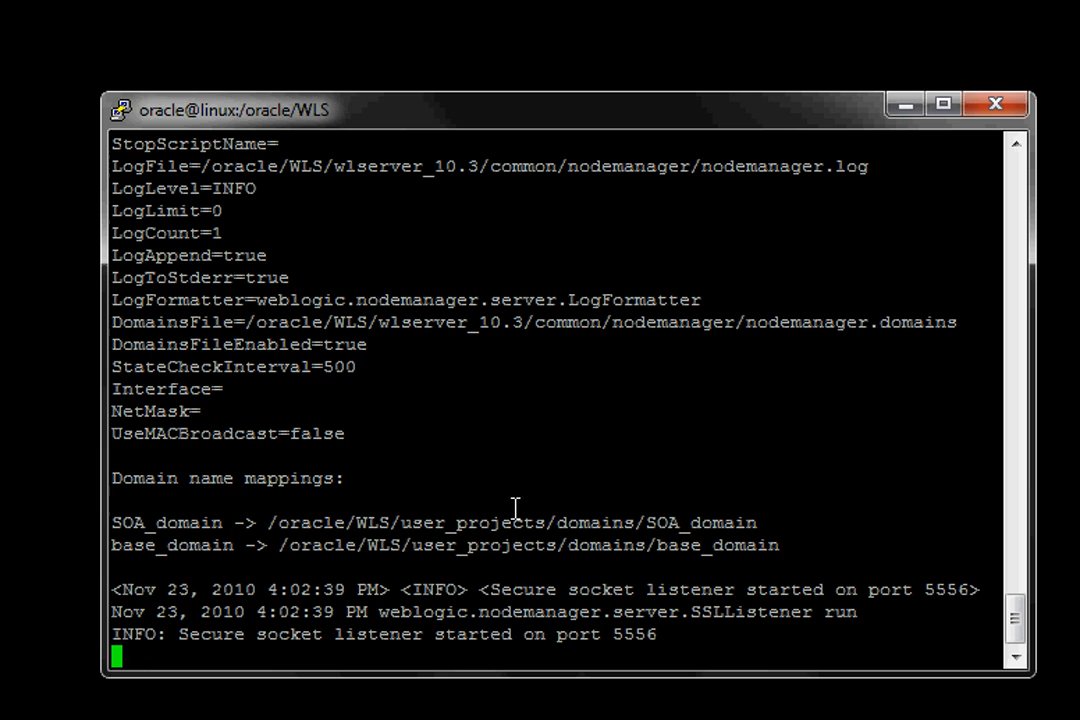 oracle@linux:/oracle/WLS
StopScriptName=
LogFile=/oracle/WLS/wlserver_10.3/common/nodemanager/nodemanager.log
LogLevel=INFO
LogLimit=0
LogCount=1
LogAppend=true
LogToStderr=true
LogFormatter=weblogic.nodemanager.server.LogFormatter
DomainsFile=/oracle/WLS/wlserver_10.3/common/nodemanager/nodemanager.domains
DomainsFileEnabled=true
StateCheckInterval=500
Interface=
NetMask=
UseMACBroadcast=false
Domain name mappings:
SOA_domain -> /oracle/WLS/user_projects/domains/SOA_domain
base_domain -> /oracle/WLS/user_projects/domains/base_domain
<Nov 23, 2010 4:02:39 PM> <INFO> <Secure socket listener started on port 5556>
Nov 23, 2010 4:02:39 PM weblogic.nodemanager.server.SSLListener run
INFO: Secure socket listener started on port 5556